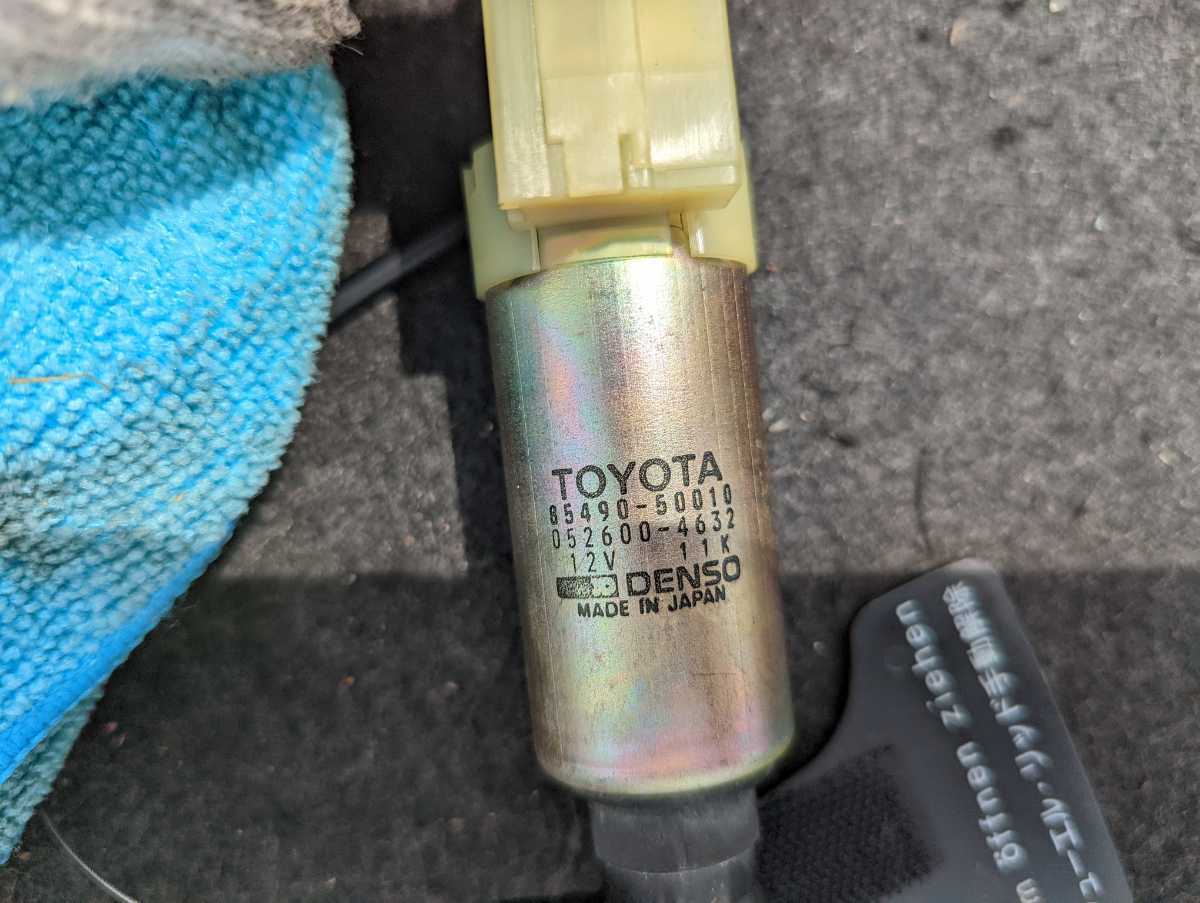 TOYOTA
85490-50010
052600-4632
12V 11K
DENSO
MADE IN JAPAN
öffnen ziehen